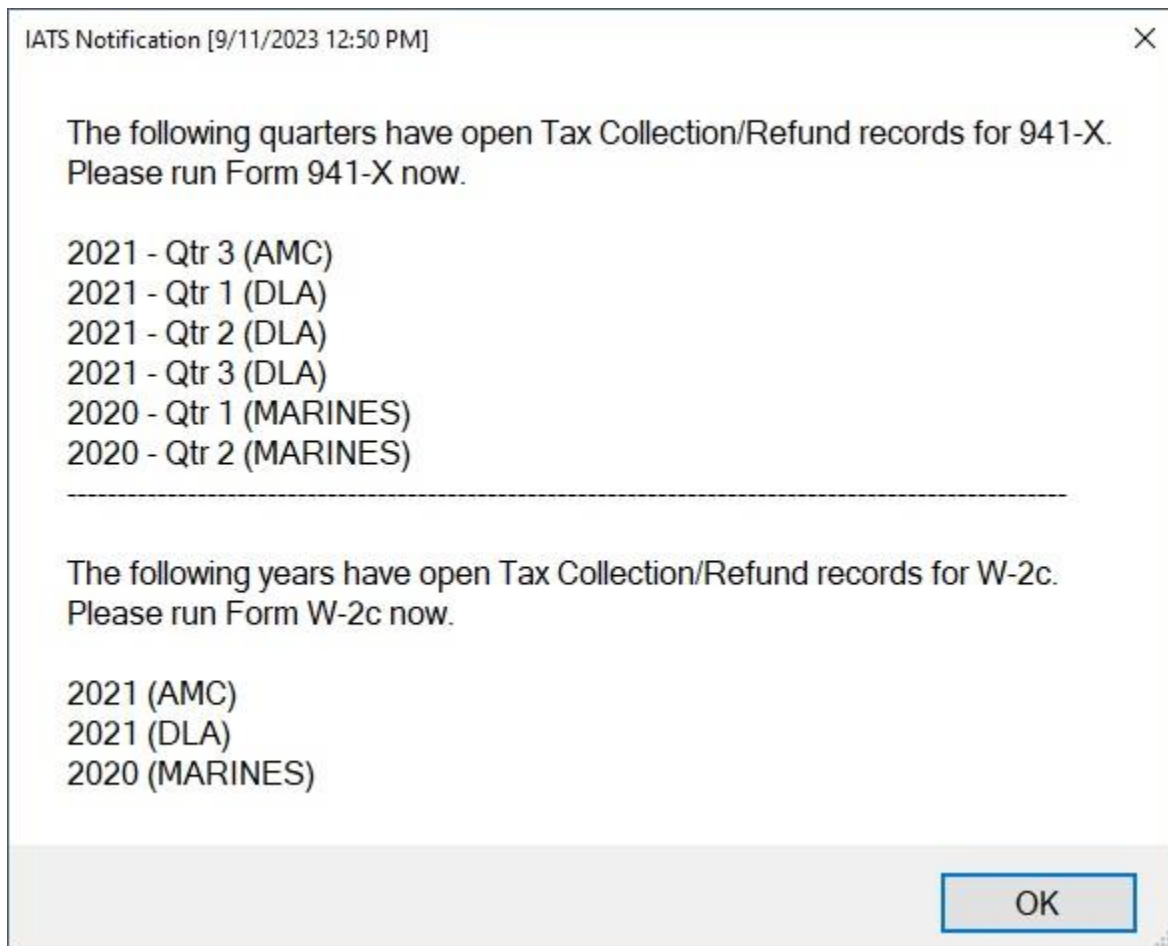 IATS Notification [9/11/2023 12:50 PM]
The following quarters have open Tax Collection/Refund records for 941-X.
Please run Form 941-X now.
2021 - Qtr 3 (AMC)
2021 - Qtr 1 (DLA)
2021 - Qtr 2 (DLA)
2021 - Qtr 3 (DLA)
2020 - Qtr 1 (MARINES)
2020 - Qtr 2 (MARINES)
----------------------------------------------------------------------------------------------------
The following years have open Tax Collection/Refund records for W-2c.
Please run Form W-2c now.
2021 (AMC)
2021 (DLA)
2020 (MARINES)
OK